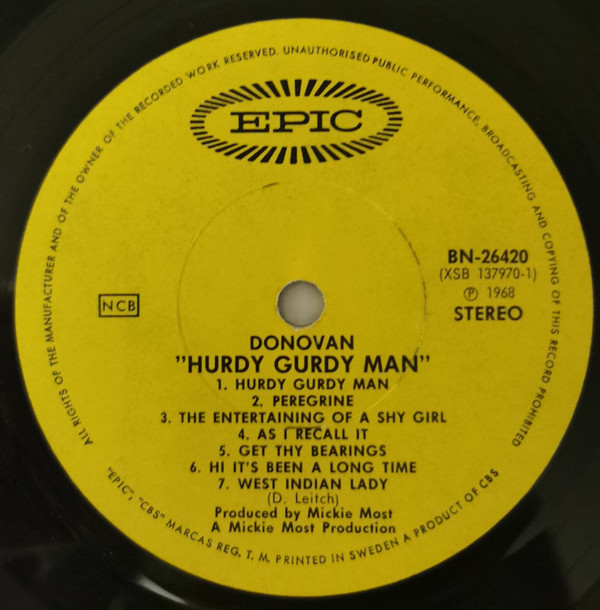 ALL RIGHTS OF THE MANUFACTURER AND OF THE OWNER OF THE RECORDED WORK RESERVED. UNAUTHORISED PUBLIC PERFORMANCE, BROADCASTING AND COPYING OF THIS RECORD PROHIBITED
EPIC
BN-26420
(XSB 137970-1)
℗ 1968
STEREO
NCB
DONOVAN
"HURDY GURDY MAN"
1. HURDY GURDY MAN
2. PEREGRINE
3. THE ENTERTAINING OF A SHY GIRL
4. AS I RECALL IT
5. GET THY BEARINGS
6. HI IT'S BEEN A LONG TIME
7. WEST INDIAN LADY
(D. Leitch)
Produced by Mickie Most
A Mickie Most Production
"EPIC", "CBS" MARCAS REG. T. M. PRINTED IN SWEDEN A PRODUCT OF CBS